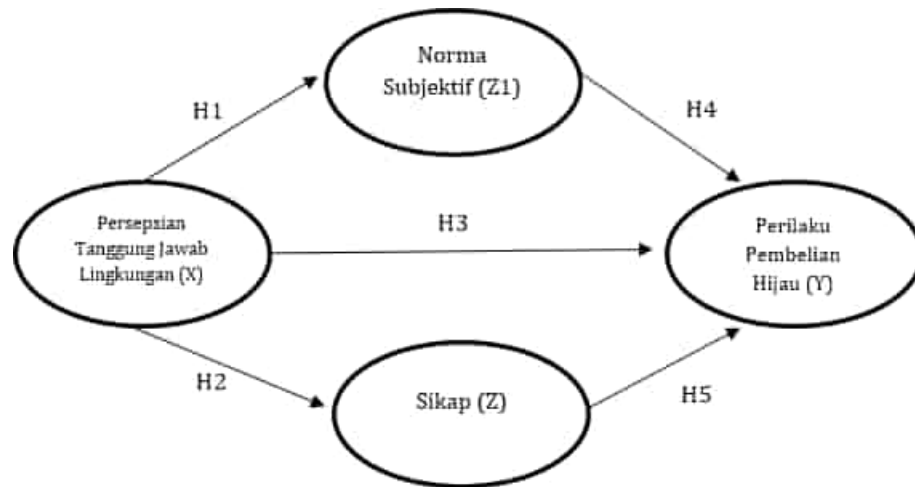 Norma
Subjektif (Z1)
H1
H4
Persepsian
Tanggung Jawab
Lingkungan (X)
H3
Perilaku
Pembelian
Hijau (Y)
H2
Sikap (Z)
H5